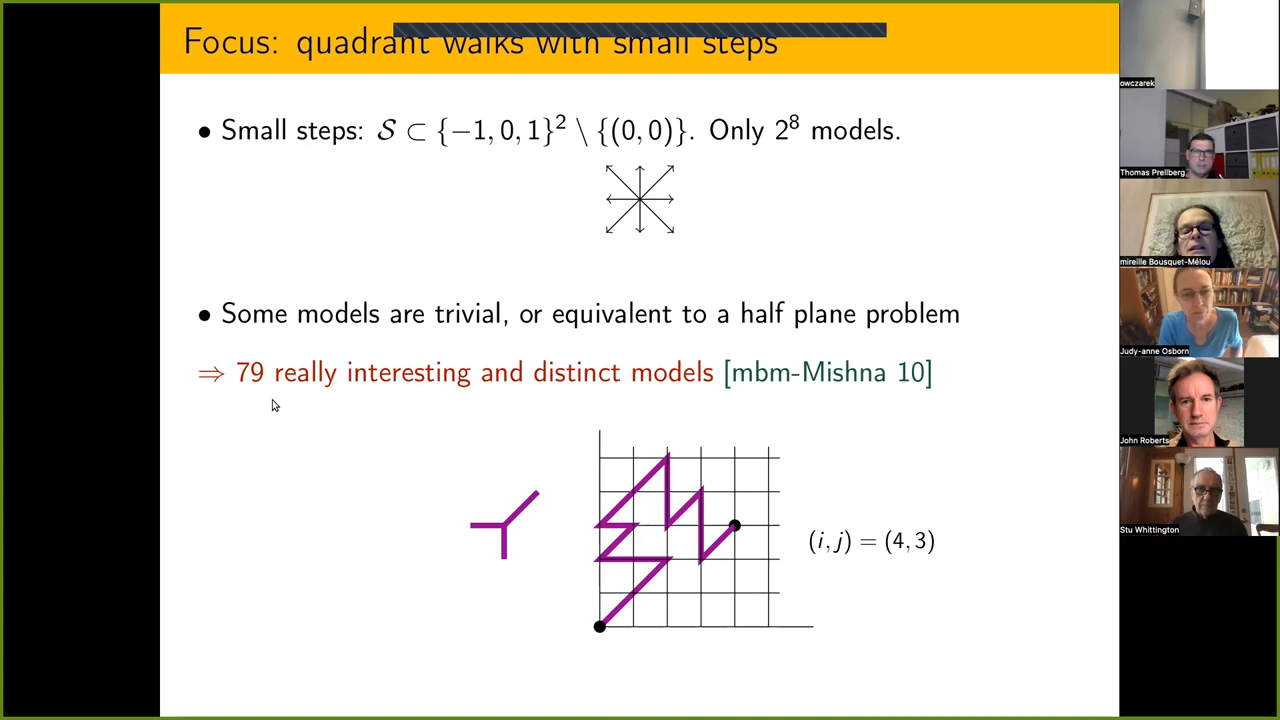 Focus: quadrant walks with small steps
• Small steps: 𝒮 ⊂ {−1, 0, 1}² \ {(0, 0)}. Only 2⁸ models.
• Some models are trivial, or equivalent to a half plane problem
⇒ 79 really interesting and distinct models [mbm-Mishna 10]
(i, j) = (4, 3)
owczarek
Thomas Prellberg
mireille Bousquet-Mélou
Judy-anne Osborn
John Roberts
Stu Whittington